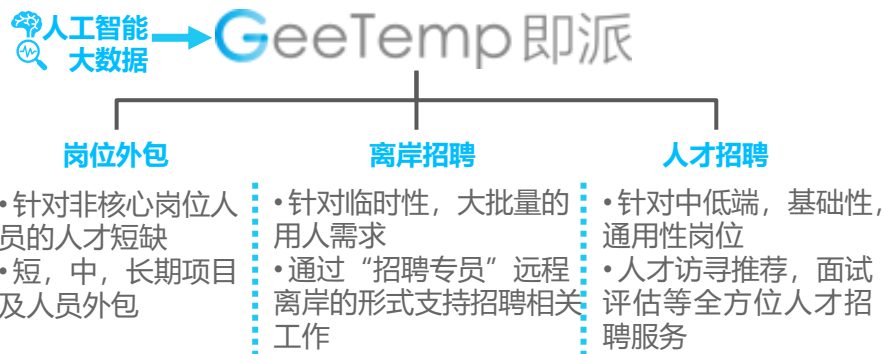 人工智能
大数据
GeeTemp即派
岗位外包
离岸招聘
人才招聘
•针对非核心岗位人
员的人才短缺
•短，中，长期项目
及人员外包
•针对临时性，大批量的
用人需求
•通过“招聘专员”远程
离岸的形式支持招聘相关
工作
•针对中低端，基础性，
通用性岗位
•人才访寻推荐，面试
评估等全方位人才招
聘服务